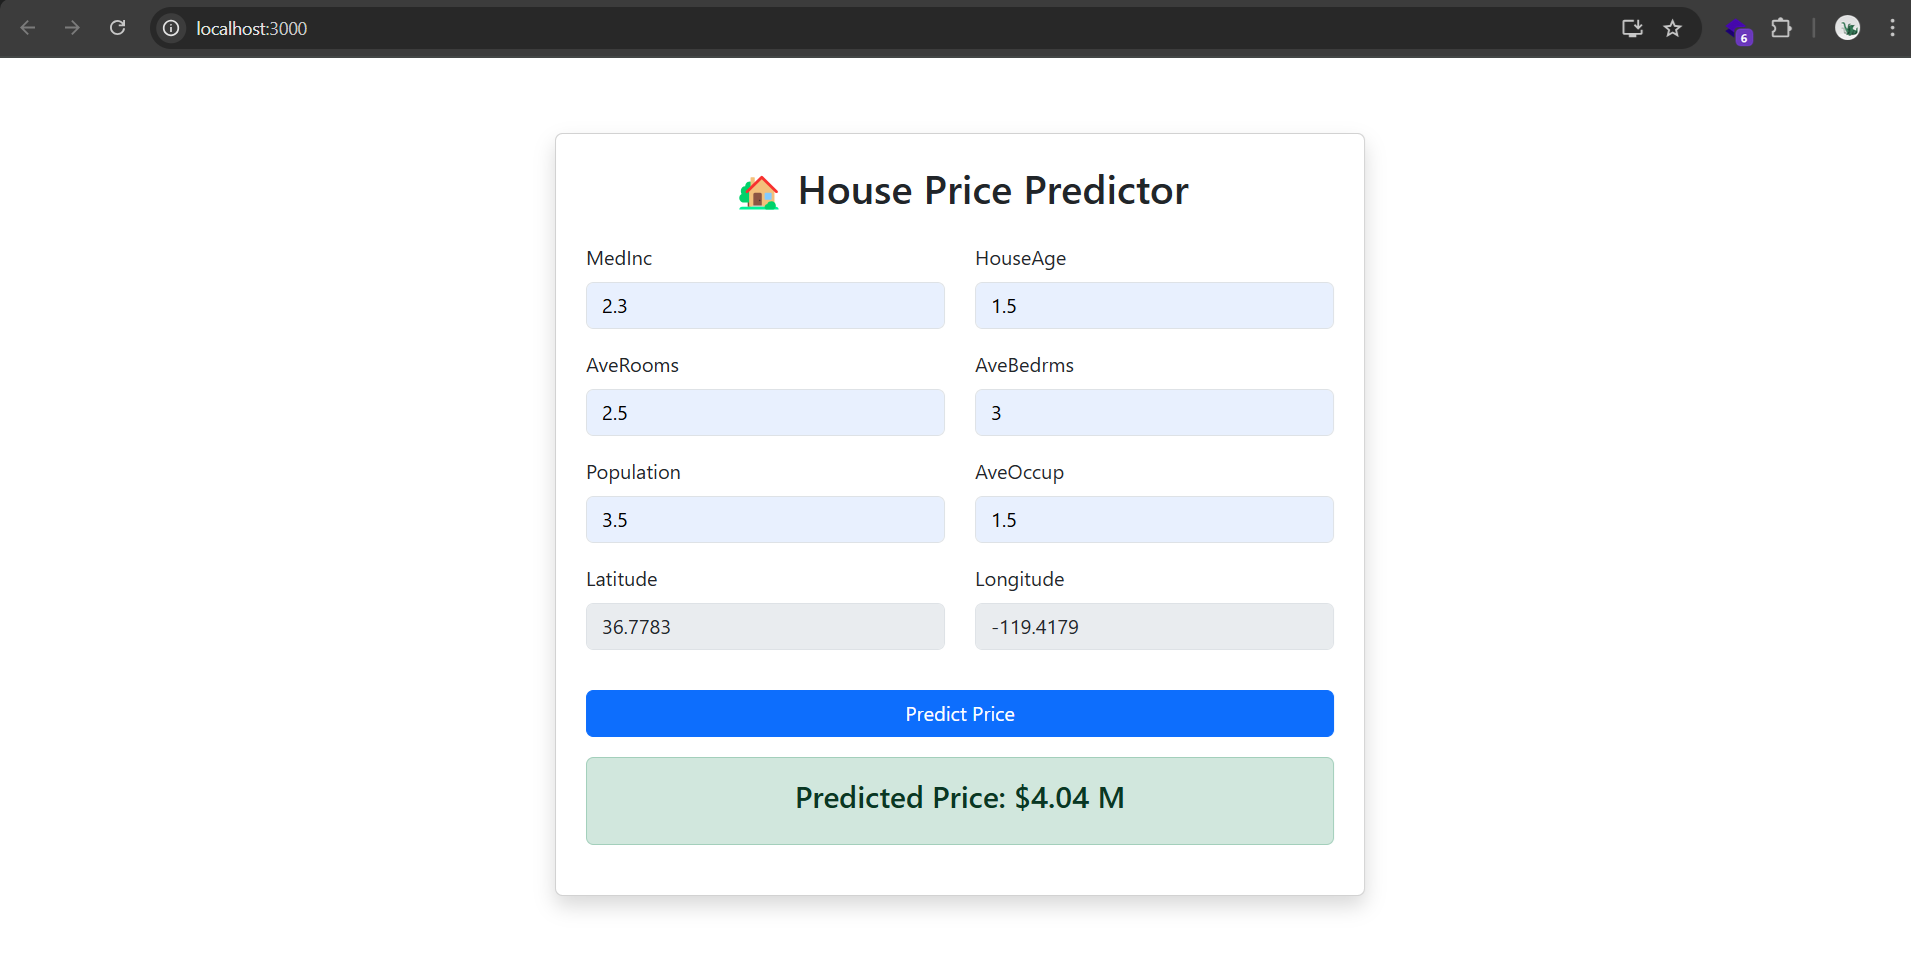 localhost:3000
6
House Price Predictor
MedInc HouseAge
2.3 1.5
AveRooms AveBedrms
2.5 3
Population AveOccup
3.5 1.5
Latitude Longitude
36.7783 -119.4179
Predict Price
Predicted Price: $4.04 M